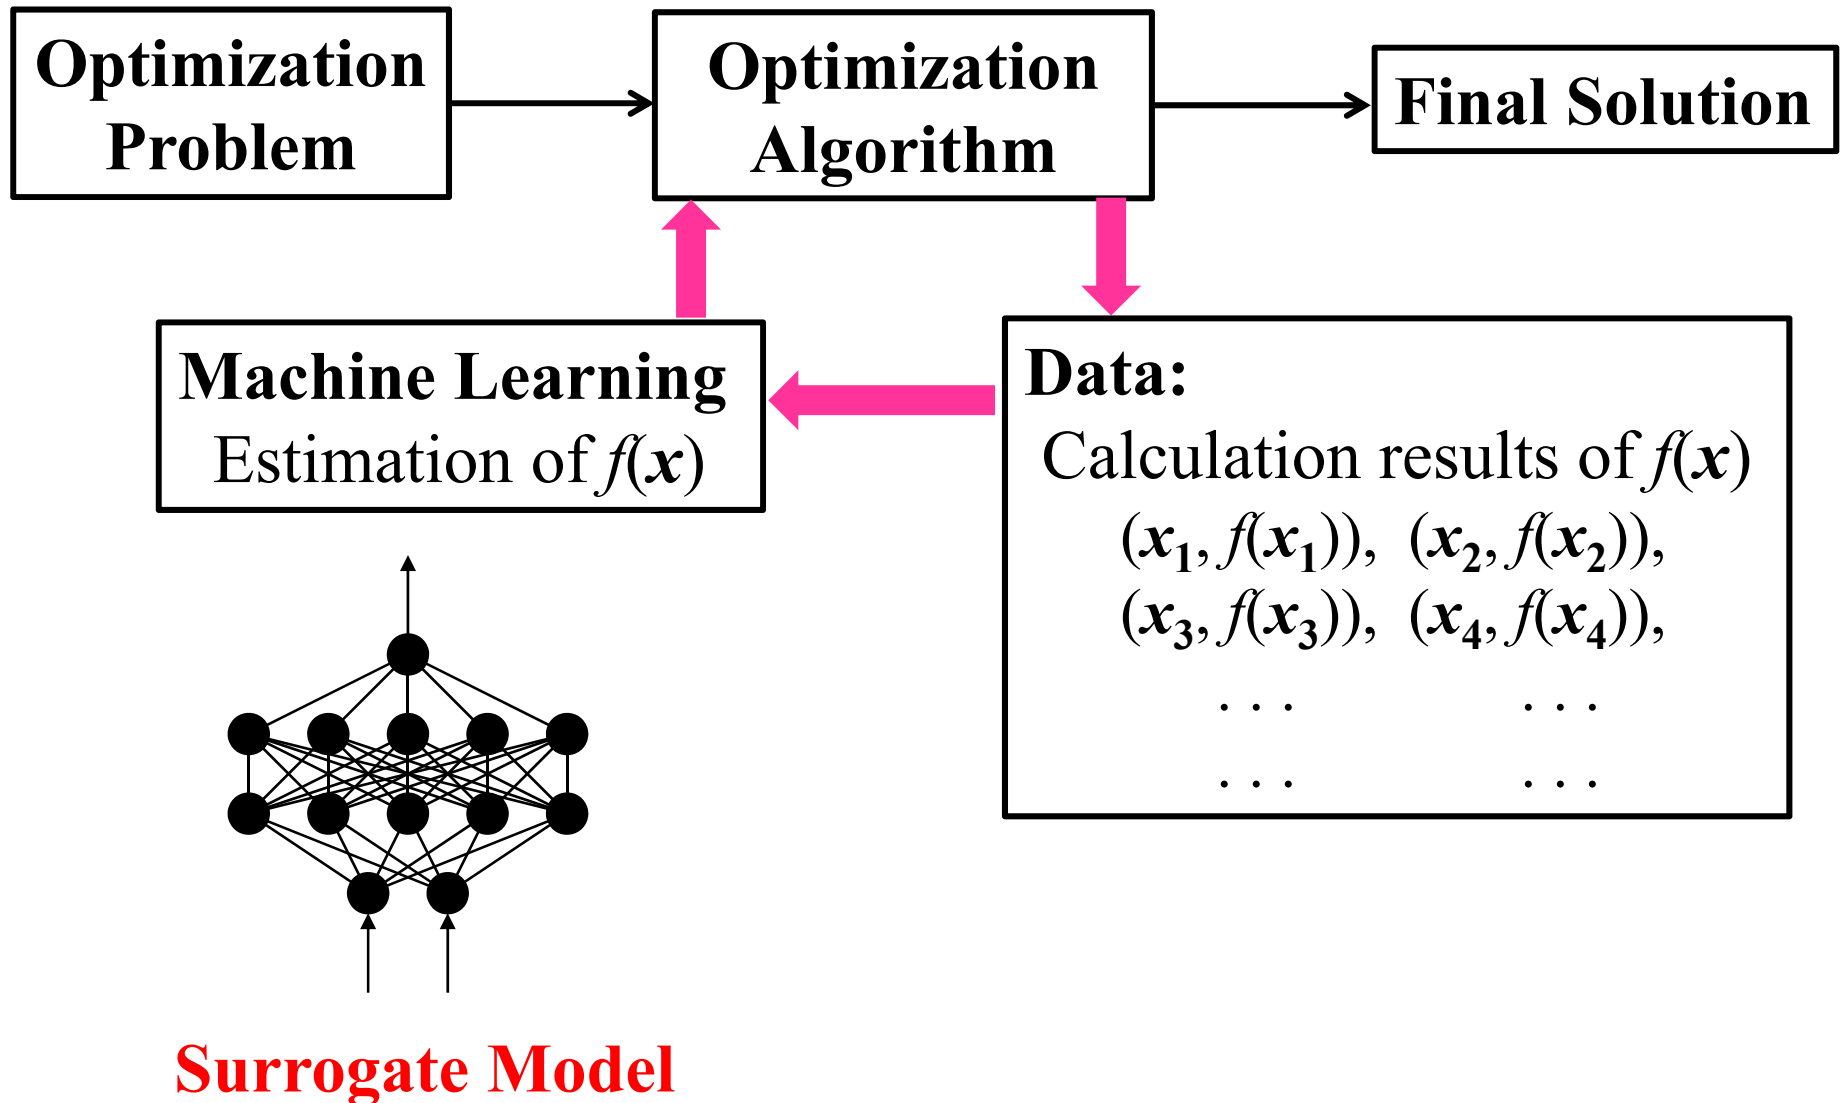 Optimization
Problem
Optimization
Algorithm
Final Solution
Machine Learning
Estimation of f(x)
Data:
Calculation results of f(x)
(x₁, f(x₁)), (x₂, f(x₂)),
(x₃, f(x₃)), (x₄, f(x₄)),
. . . . . .
. . . . . .
Surrogate Model